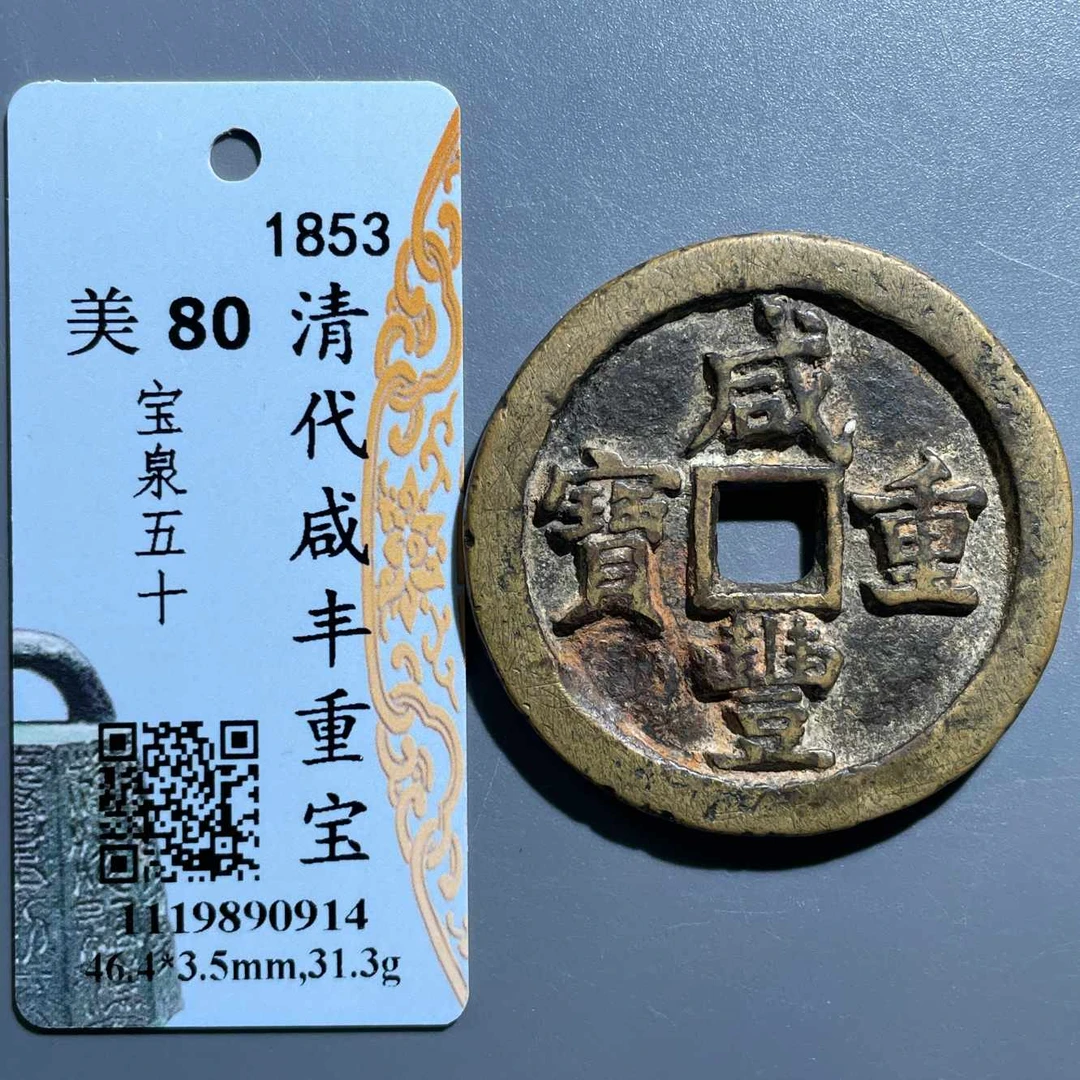 1853
清代咸丰重宝
美 80
宝泉五十
1119890914
46.4*3.5mm,31.3g
咸
豐
重
寶